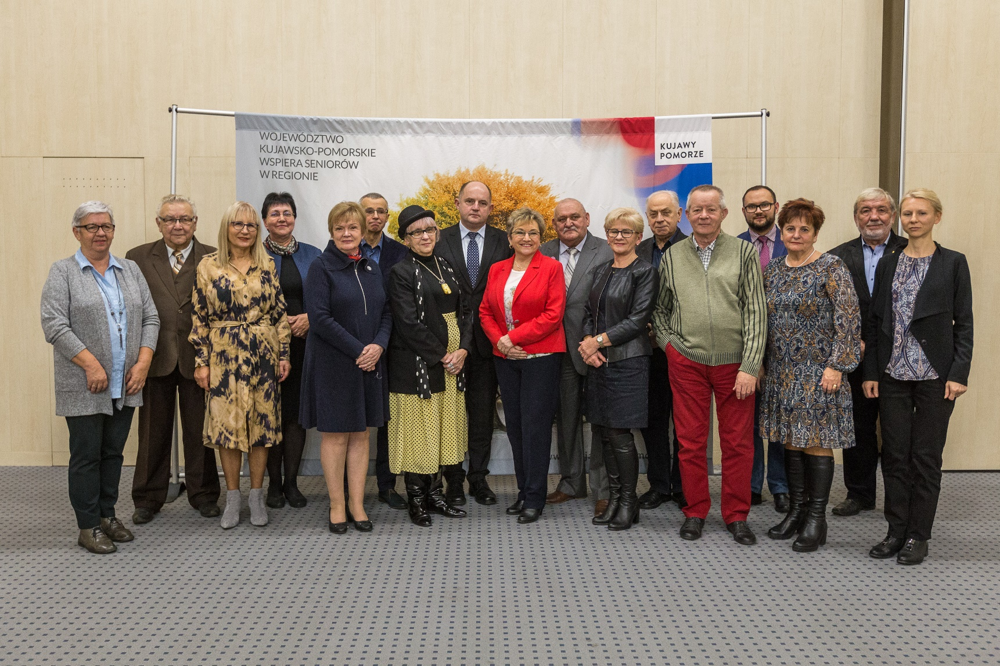 WOJEWÓDZTWO
KUJAWSKO-POMORSKIE
WSPIERA SENIORÓW
W REGIONIE
KUJAWY
POMORZE